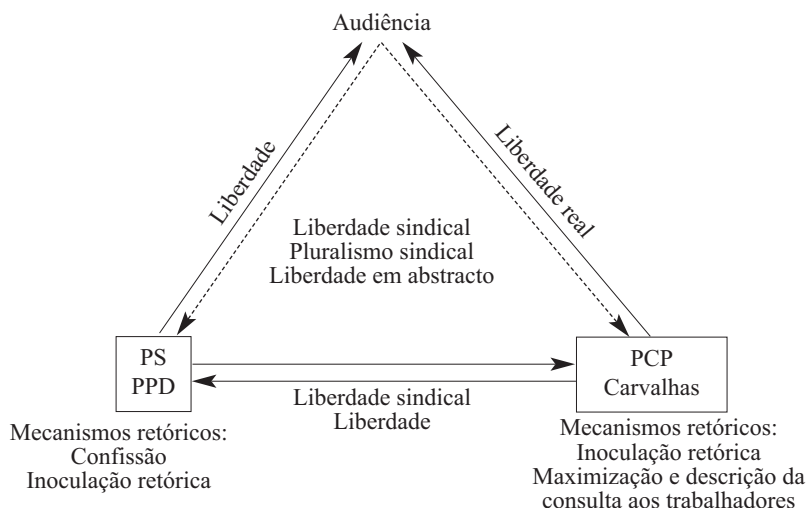 Audiência
Liberdade
Liberdade real
Liberdade sindical
Pluralismo sindical
Liberdade em abstracto
PS
PPD
PCP
Carvalhas
Liberdade sindical
Liberdade
Mecanismos retóricos:
Confissão
Inoculação retórica
Mecanismos retóricos:
Inoculação retórica
Maximização e descrição da
consulta aos trabalhadores